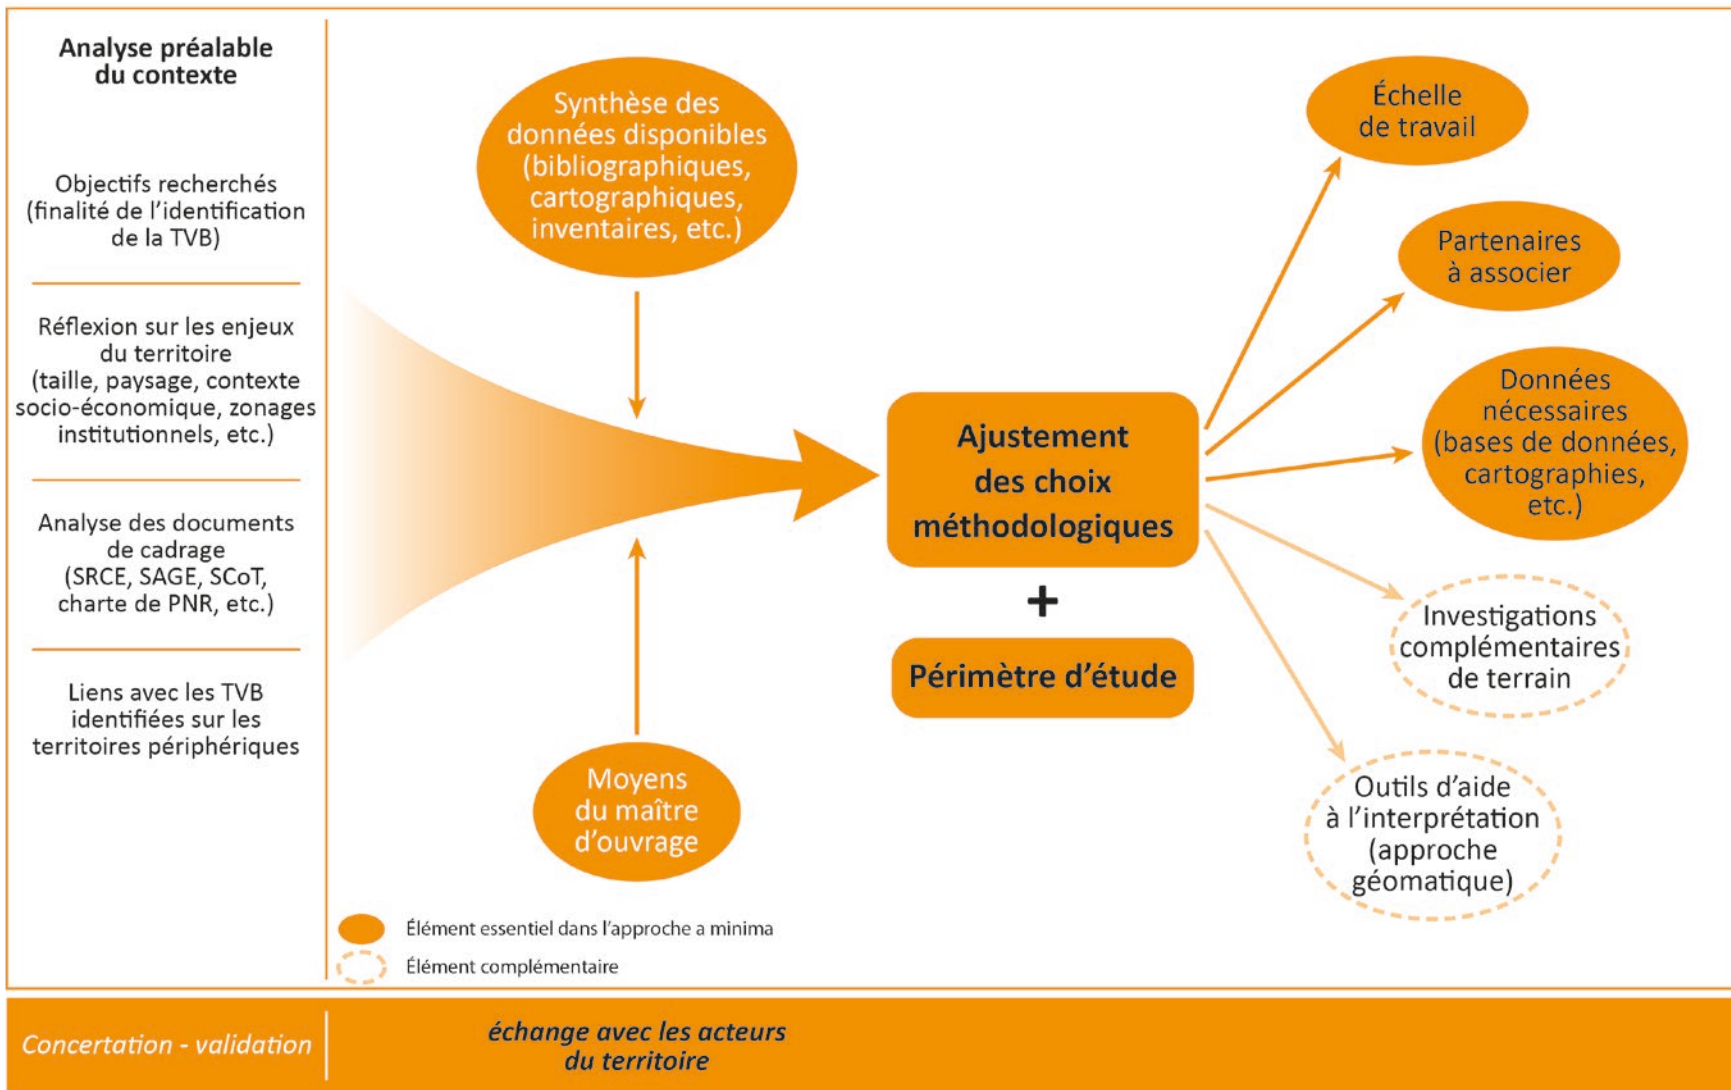 Analyse préalable
du contexte
Objectifs recherchés
(finalité de l’identification
de la TVB)
Réflexion sur les enjeux
du territoire
(taille, paysage, contexte
socio-économique, zonages
institutionnels, etc.)
Analyse des documents
de cadrage
(SRCE, SAGE, SCoT,
charte de PNR, etc.)
Liens avec les TVB
identifiées sur les
territoires périphériques
Synthèse des
données disponibles
(bibliographiques,
cartographiques,
inventaires, etc.)
Moyens
du maître
d’ouvrage
Ajustement
des choix
méthodologiques
+
Périmètre d’étude
Échelle
de travail
Partenaires
à associer
Données
nécessaires
(bases de données,
cartographies,
etc.)
Investigations
complémentaires
de terrain
Outils d’aide
à l’interprétation
(approche
géomatique)
Élément essentiel dans l’approche a minima
Élément complémentaire
Concertation - validation
échange avec les acteurs
du territoire